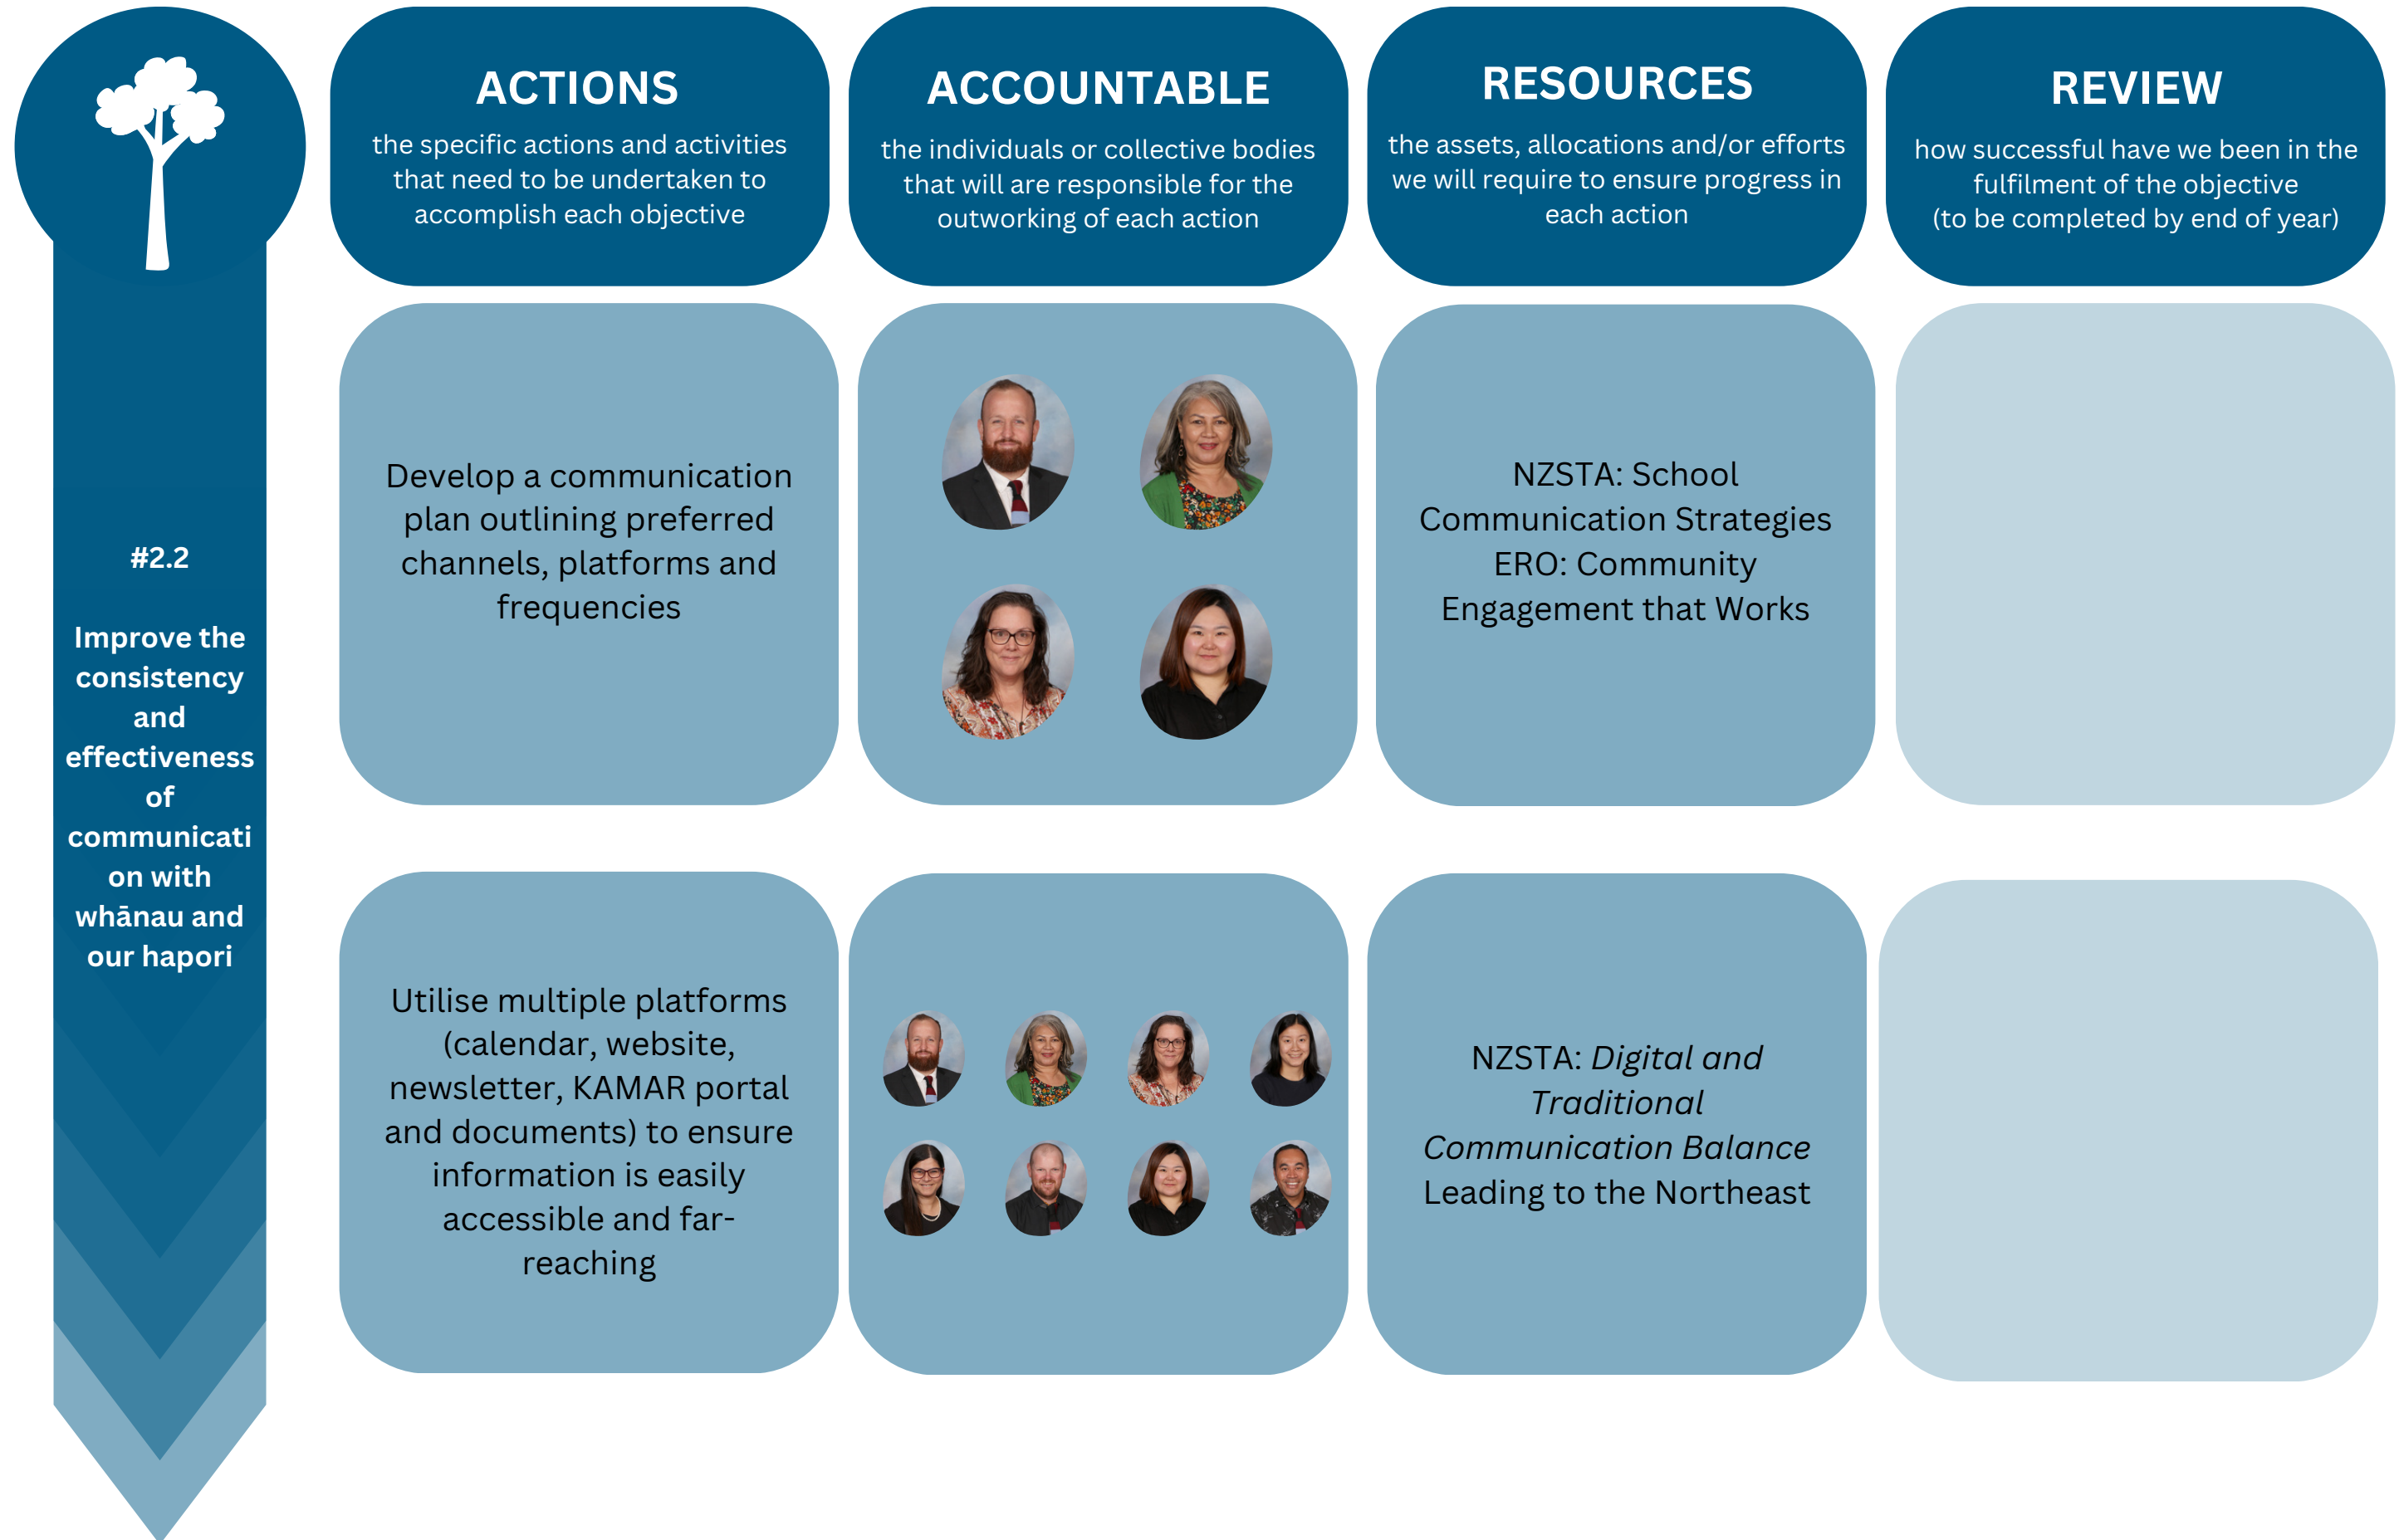 ACTIONS
the specific actions and activities
that need to be undertaken to
accomplish each objective
ACCOUNTABLE
the individuals or collective bodies
that will are responsible for the
outworking of each action
RESOURCES
the assets, allocations and/or efforts
we will require to ensure progress in
each action
REVIEW
how successful have we been in the
fulfilment of the objective
(to be completed by end of year)
#2.2
Improve the
consistency
and
effectiveness
of
communicati
on with
whānau and
our hapori
Develop a communication
plan outlining preferred
channels, platforms and
frequencies
NZSTA: School
Communication Strategies
ERO: Community
Engagement that Works
Utilise multiple platforms
(calendar, website,
newsletter, KAMAR portal
and documents) to ensure
information is easily
accessible and far-
reaching
NZSTA: Digital and
Traditional
Communication Balance
Leading to the Northeast